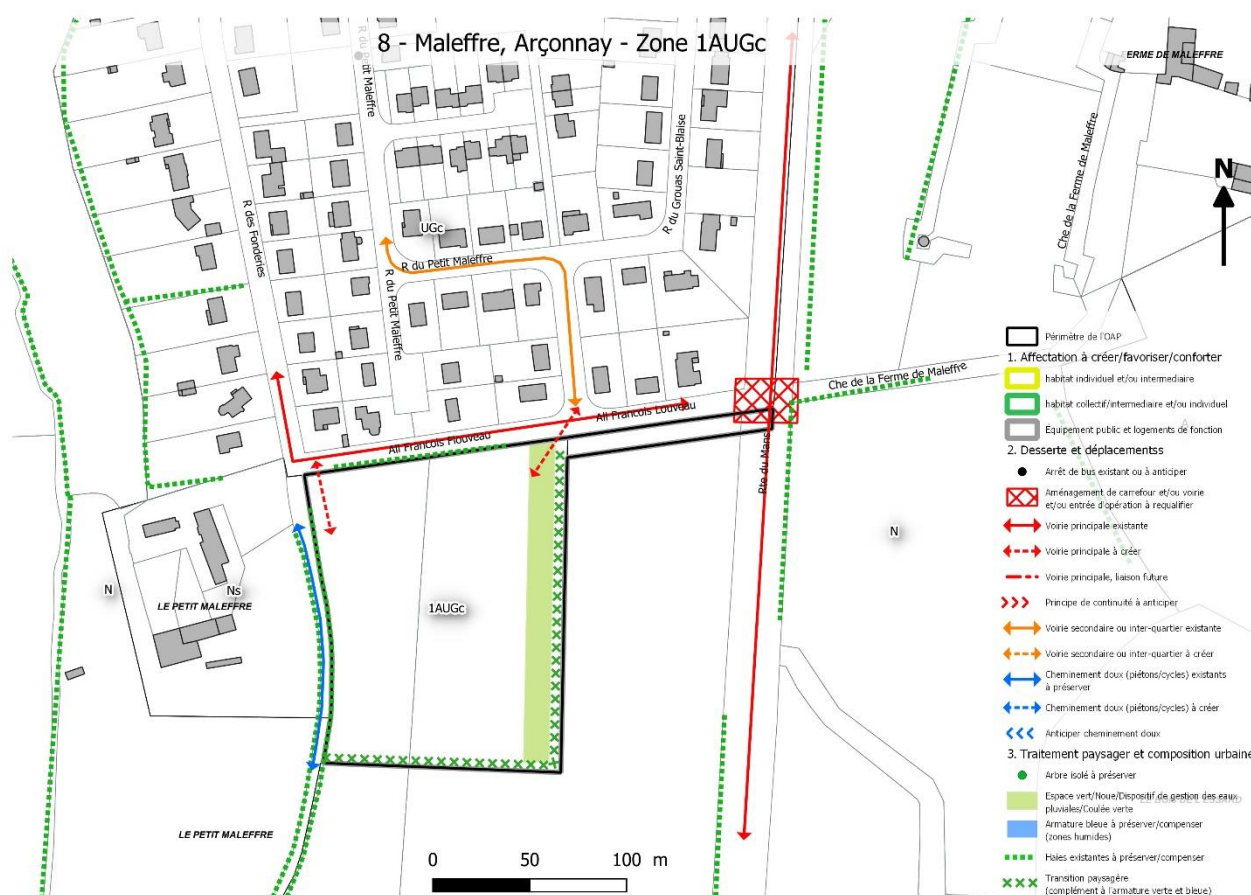 8 - Maleffre, Arçonnay - Zone 1AUGc
R du Petit Maleffre
ERME DE MALEFFRE
Che de la Ferme de Maleffre
N
R du Grouas Saint-Blaise
R des Fonderies
UGc
R du Petit Maleffre
R du Petit Maleffre
Che de la Ferme de Maleffre
All Francois Louveau
All Francois Plouveau
Rte du Mans
N
N
Ns
LE PETIT MALEFFRE
1AUGc
LE PETIT MALEFFRE
0 50 100 m
Périmètre de l'OAP
1. Affectation à créer/favoriser/conforter
habitat individuel et/ou intermediaire
habitat collectif/intermediaire et/ou individuel
Équipement public et logements de fonction
A
2. Desserte et déplacementss
Arrêt de bus existant ou à anticiper
Aménagement de carrefour et/ou voirie
et/ou entrée d'opération à requalifier
Voirie principale existante
Voirie principale à créer
Voirie principale, liaison future
Principe de continuité à anticiper
Voirie secondaire ou inter-quartier existante
Voirie secondaire ou inter-quartier à créer
Cheminement doux (piétons/cycles) existants
à préserver
Cheminement doux (piétons/cycles) à créer
Anticiper cheminement doux
3. Traitement paysager et composition urbaine
Arbre isolé à préserver
Espace vert/Noue/Dispositif de gestion des eaux
pluviales/Coulée verte
Armature bleue à préserver/compenser
(zones humides)
Haies existantes à préserver/compenser
Transition paysagère
(complément à l'armature verte et bleue)